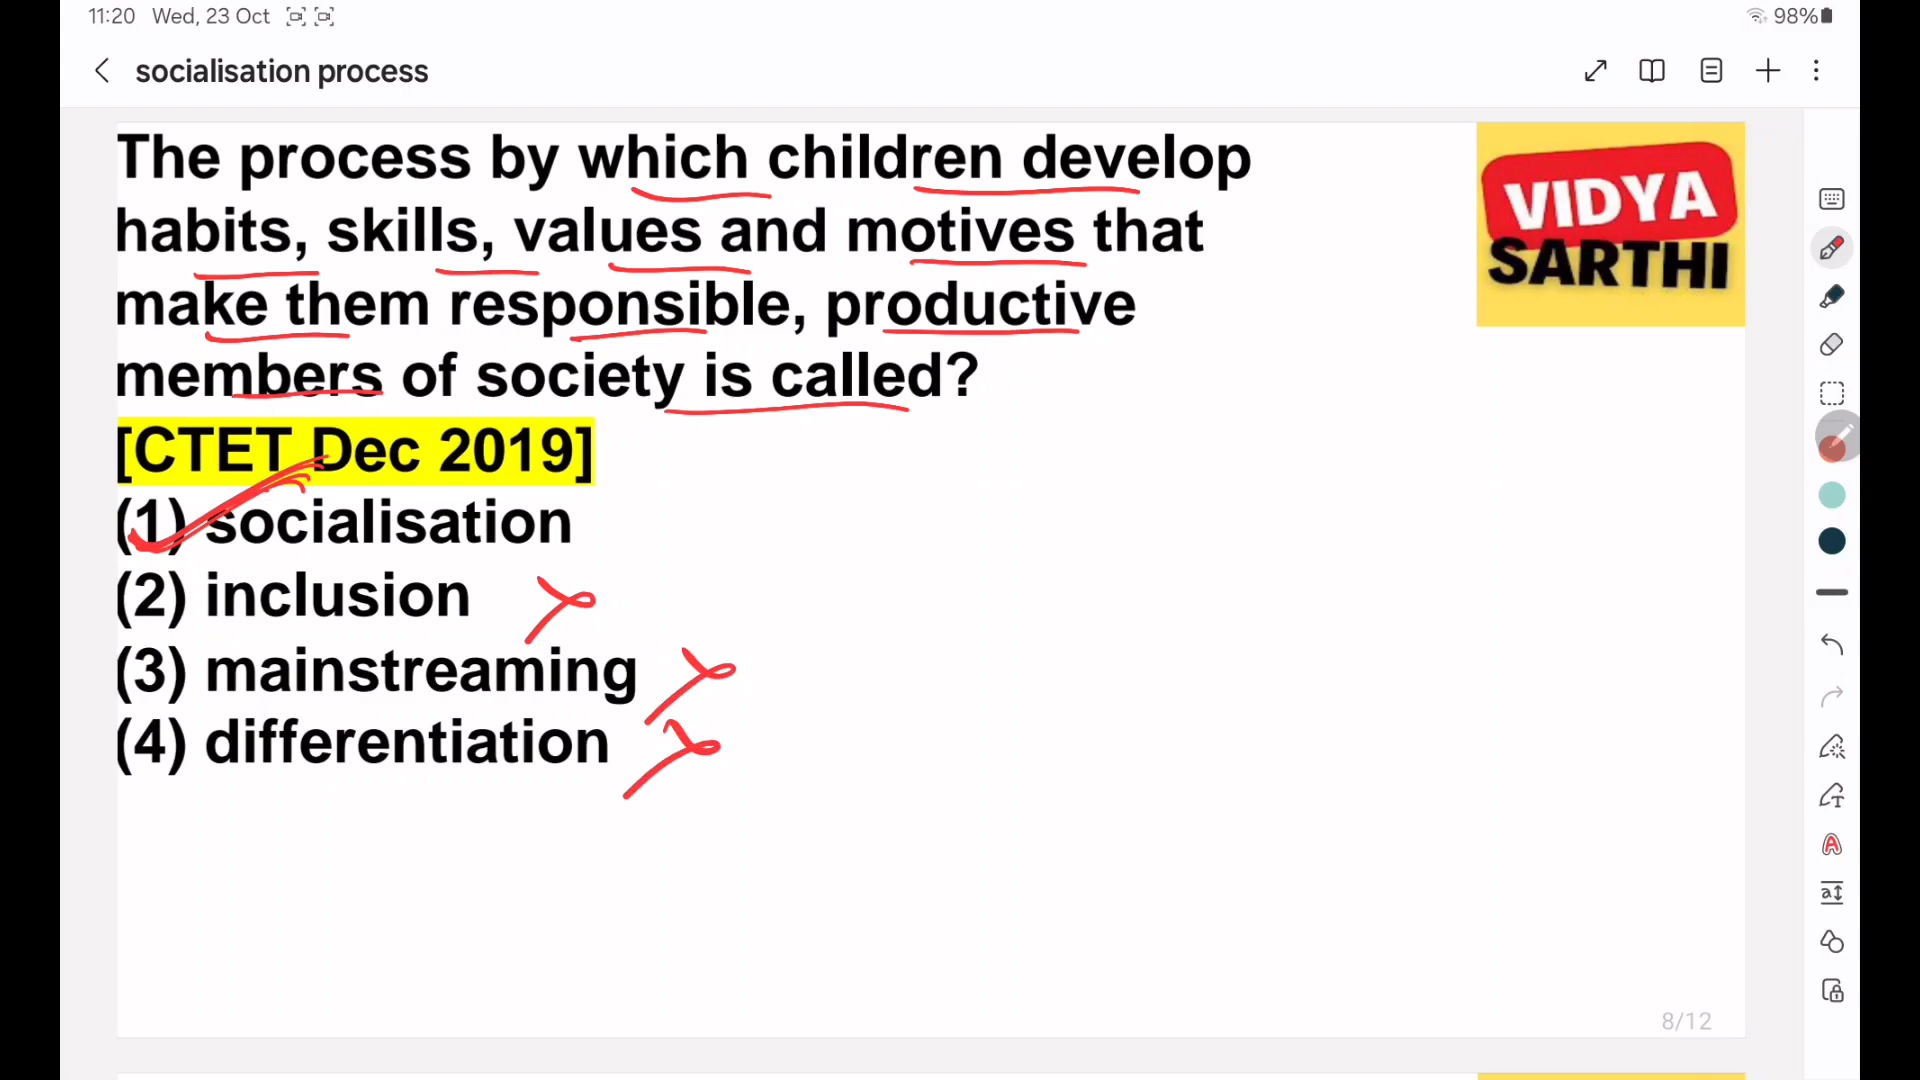 11:20 Wed, 23 Oct
98%
socialisation process
The process by which children develop
habits, skills, values and motives that
make them responsible, productive
members of society is called?
[CTET Dec 2019]
(1) socialisation
(2) inclusion
(3) mainstreaming
(4) differentiation
VIDYA
SARTHI
8/12